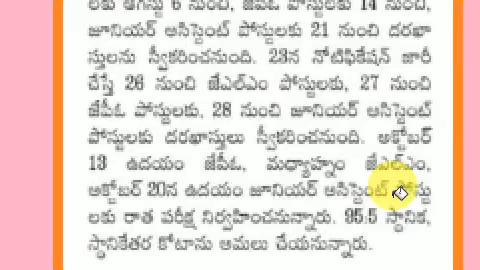 లకు ఆగస్టు 6 నుంచి, జేపీఓ పోస్టులకు 14 నుంచి,
జూనియర్ అసిస్టెంట్ పోస్టులకు 21 నుంచి దరఖా
స్తులను స్వీకరించనుంది. 23న నోటిఫికేషన్ జారీ
చేస్తే 26 నుంచి జేఎల్ఎం పోస్టులకు, 27 నుంచి
జేపీఓ పోస్టులకు, 28 నుంచి జూనియర్ అసిస్టెంట్
పోస్టులకు దరఖాస్తులు స్వీకరించనుంది. అక్టోబర్
13 ఉదయం జేపీఓ, మధ్యాహ్నం జేఎల్ఎం,
అక్టోబర్ 20న ఉదయం జూనియర్ అసిస్టెంట్ పోస్టు
లకు రాత పరీక్ష నిర్వహించనున్నారు. 95:5 స్థానిక,
స్థానికేతర కోటాను అమలు చేయనున్నారు.